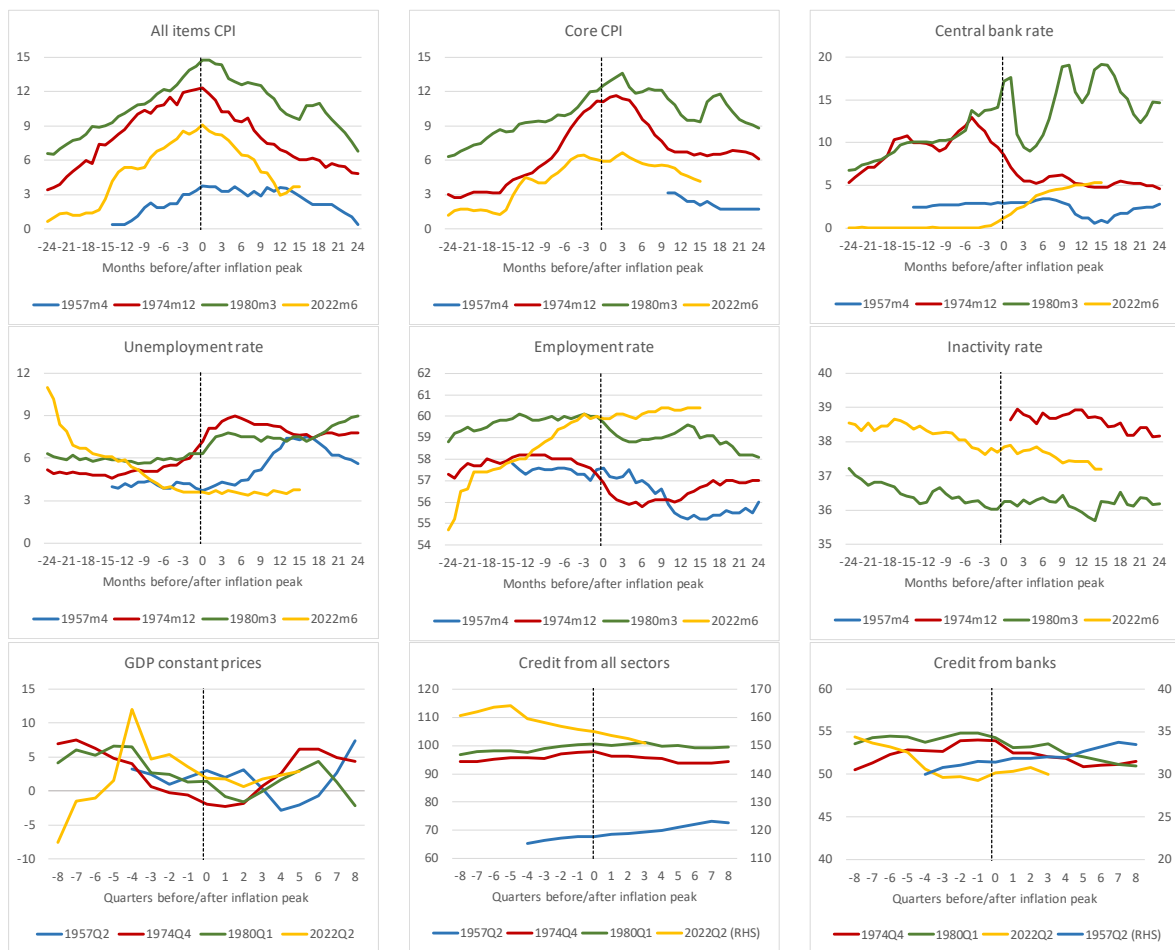 All items CPI
15
12
9
6
3
0
-24 -21 -18 -15 -12 -9 -6 -3 0 3 6 9 12 15 18 21 24
Months before/after inflation peak
1957m4 1974m12 1980m3 2022m6
Core CPI
15
12
9
6
3
0
-24 -21 -18 -15 -12 -9 -6 -3 0 3 6 9 12 15 18 21 24
Months before/after inflation peak
1957m4 1974m12 1980m3 2022m6
Central bank rate
20
15
10
5
0
-24 -21 -18 -15 -12 -9 -6 -3 0 3 6 9 12 15 18 21 24
Months before/after inflation peak
1957m4 1974m12 1980m3 2022m6
Unemployment rate
12
9
6
3
0
-24 -21 -18 -15 -12 -9 -6 -3 0 3 6 9 12 15 18 21 24
Months before/after inflation peak
1957m4 1974m12 1980m3 2022m6
Employment rate
62
61
60
59
58
57
56
55
54
-24 -21 -18 -15 -12 -9 -6 -3 0 3 6 9 12 15 18 21 24
Months before/after inflation peak
1957m4 1974m12 1980m3 2022m6
Inactivity rate
40
39
38
37
36
35
-24 -21 -18 -15 -12 -9 -6 -3 0 3 6 9 12 15 18 21 24
Months before/after inflation peak
1957m4 1974m12 1980m3 2022m6
GDP constant prices
15
10
5
0
-5
-10
-8 -7 -6 -5 -4 -3 -2 -1 0 1 2 3 4 5 6 7 8
Quarters before/after inflation peak
1957Q2 1974Q4 1980Q1 2022Q2
Credit from all sectors
120 170
110 160
100 150
90 140
80 130
70 120
60 110
-8 -7 -6 -5 -4 -3 -2 -1 0 1 2 3 4 5 6 7 8
Quarters before/after inflation peak
1957Q2 1974Q4 1980Q1 2022Q2 (RHS)
Credit from banks
60 40
55 35
50 30
45 25
40 20
-8 -7 -6 -5 -4 -3 -2 -1 0 1 2 3 4 5 6 7 8
Quarters before/after inflation peak
1974Q4 1980Q1 2022Q2 1957Q2 (RHS)